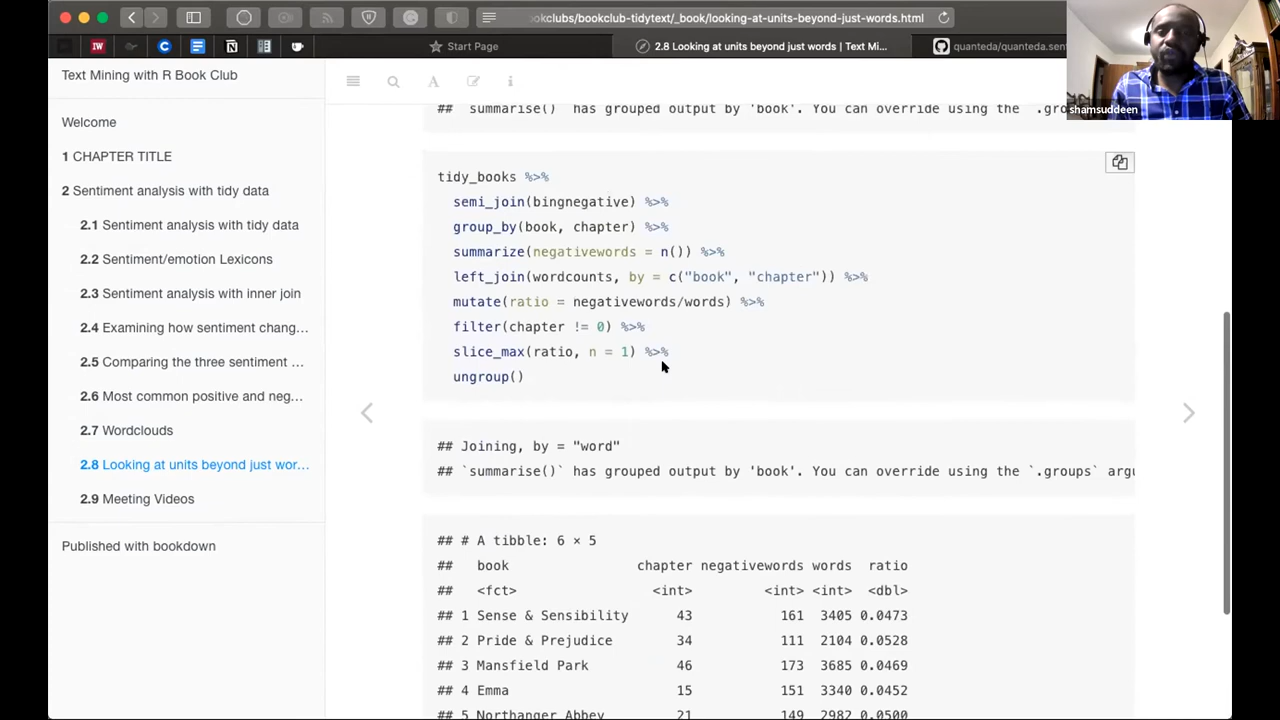 okclubs/bookclub-tidytext/_book/looking-at-units-beyond-just-words.html
Start Page
2.8 Looking at units beyond just words | Text Mi...
quanteda/quanteda.sen
shamsuddeen
Text Mining with R Book Club
Welcome
1 CHAPTER TITLE
2 Sentiment analysis with tidy data
2.1 Sentiment analysis with tidy data
2.2 Sentiment/emotion Lexicons
2.3 Sentiment analysis with inner join
2.4 Examining how sentiment chang...
2.5 Comparing the three sentiment ...
2.6 Most common positive and neg...
2.7 Wordclouds
2.8 Looking at units beyond just wor...
2.9 Meeting Videos
Published with bookdown
## `summarise()` has grouped output by 'book'. You can override using the `.gro
tidy_books %>%
semi_join(bingnegative) %>%
group_by(book, chapter) %>%
summarize(negativewords = n()) %>%
left_join(wordcounts, by = c("book", "chapter")) %>%
mutate(ratio = negativewords/words) %>%
filter(chapter != 0) %>%
slice_max(ratio, n = 1) %>%
ungroup()
## Joining, by = "word"
## `summarise()` has grouped output by 'book'. You can override using the `.groups` argu
## # A tibble: 6 × 5
## book chapter negativewords words ratio
## <fct> <int> <int> <int> <dbl>
## 1 Sense & Sensibility 43 161 3405 0.0473
## 2 Pride & Prejudice 34 111 2104 0.0528
## 3 Mansfield Park 46 173 3685 0.0469
## 4 Emma 15 151 3340 0.0452
## 5 Northanger Abbey 21 149 2982 0.0500